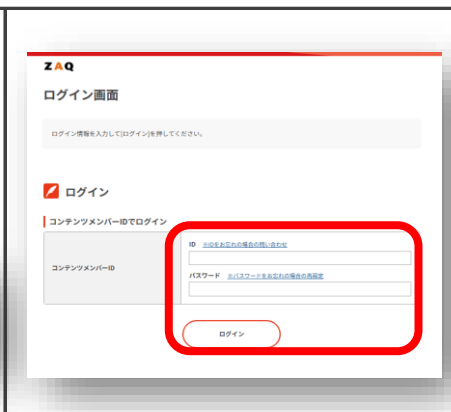 ZAQ
ログイン画面
ログイン情報を入力して[ログイン]を押してください。
ログイン
コンテンツメンバーIDでログイン
コンテンツメンバーID
ID ※IDをお忘れの場合の問い合わせ
パスワード ※パスワードをお忘れの場合の再設定
ログイン